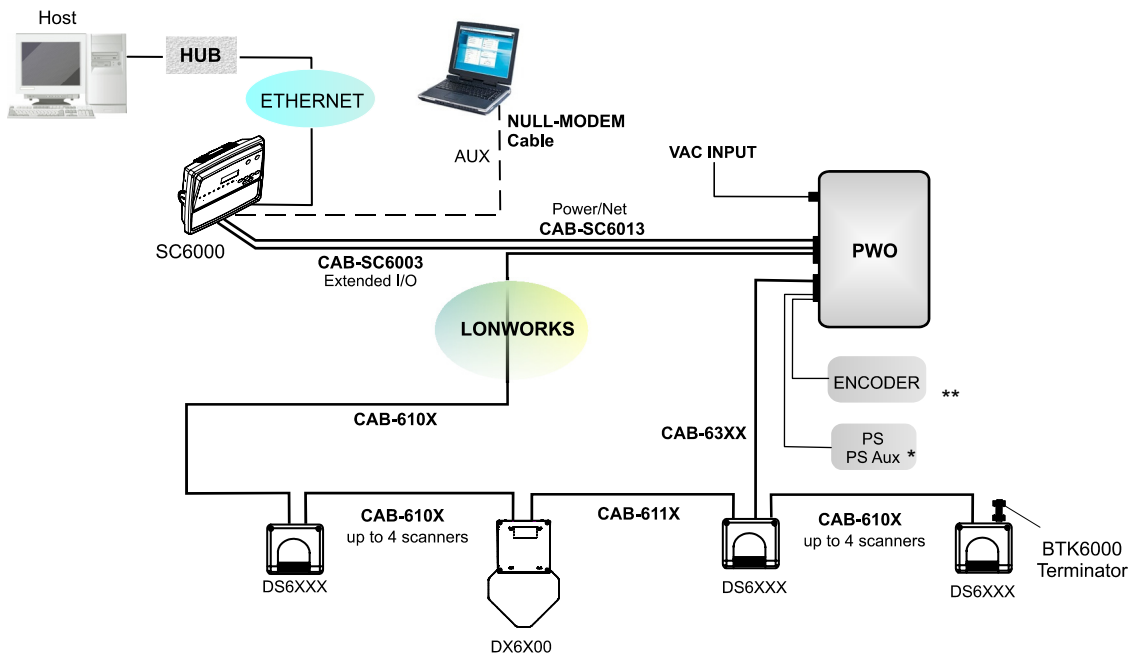 Host
HUB
ETHERNET
NULL-MODEM
Cable
AUX
VAC INPUT
SC6000
Power/Net
CAB-SC6013
CAB-SC6003
Extended I/O
PWO
LONWORKS
ENCODER
**
CAB-610X
CAB-63XX
PS
PS Aux *
CAB-610X
up to 4 scanners
CAB-611X
CAB-610X
up to 4 scanners
BTK6000
Terminator
DS6XXX
DS6XXX
DS6XXX
DX6X00